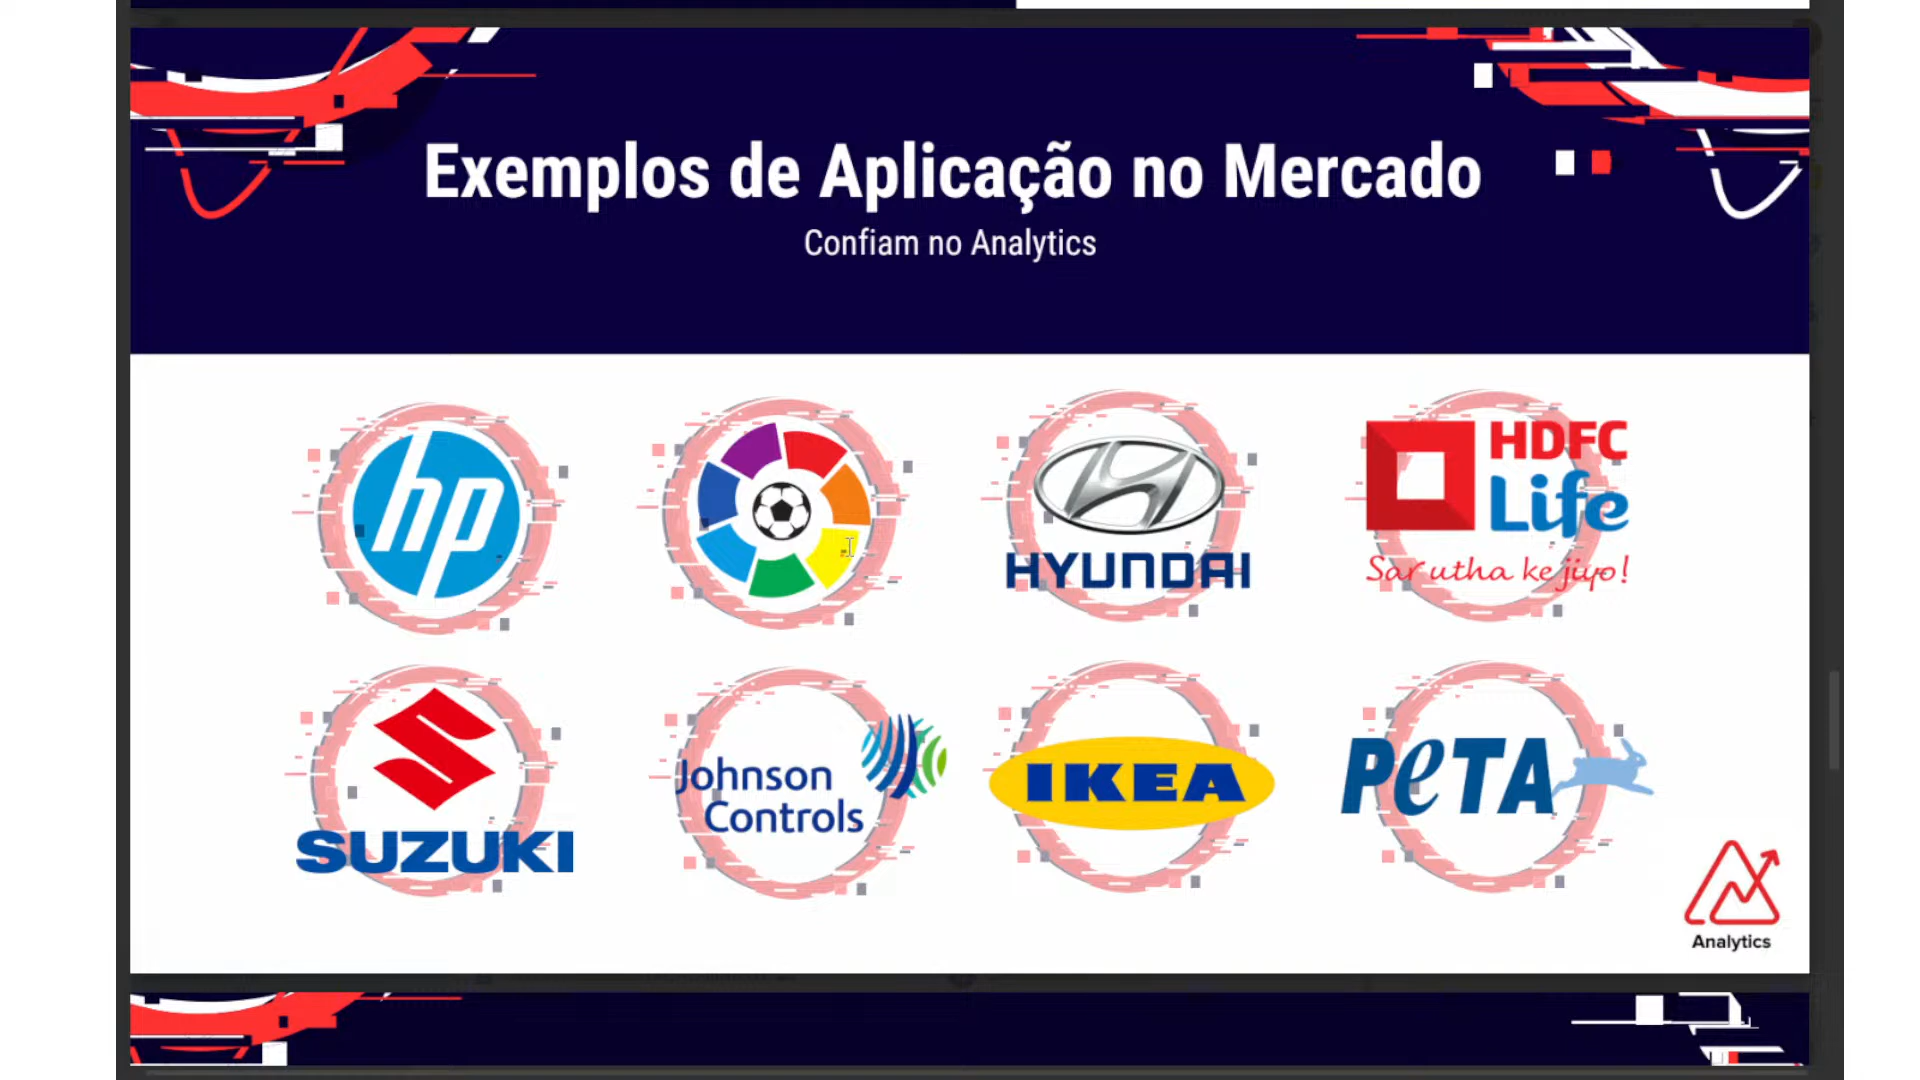 Exemplos de Aplicação no Mercado
Confiam no Analytics
hp
HYUNDAI
HDFC
Life
Sar utha ke jiyo!
SUZUKI
Johnson
Controls
IKEA
PeTA
Analytics